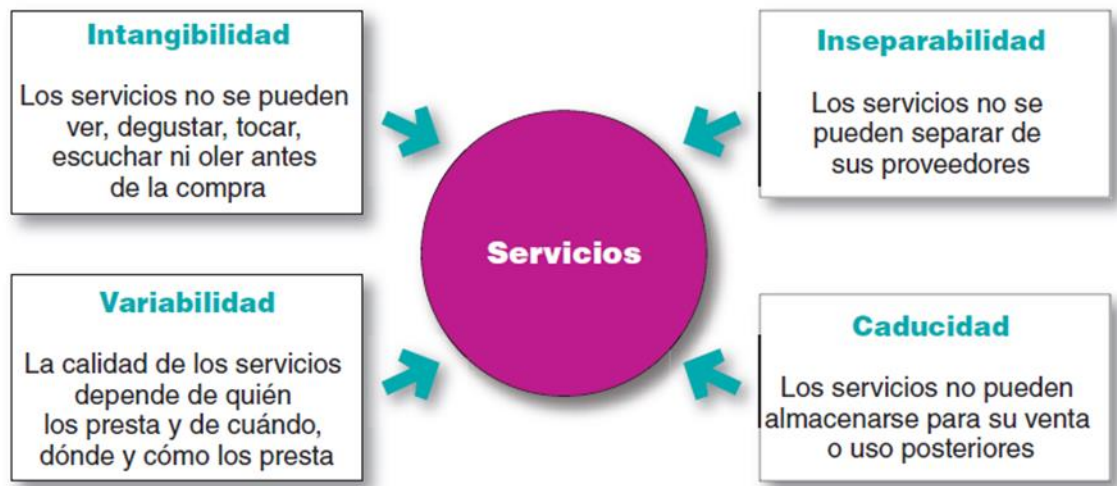 Intangibilidad
Los servicios no se pueden
ver, degustar, tocar,
escuchar ni oler antes
de la compra
Inseparabilidad
Los servicios no se
pueden separar de
sus proveedores
Servicios
Variabilidad
La calidad de los servicios
depende de quién
los presta y de cuándo,
dónde y cómo los presta
Caducidad
Los servicios no pueden
almacenarse para su venta
o uso posteriores